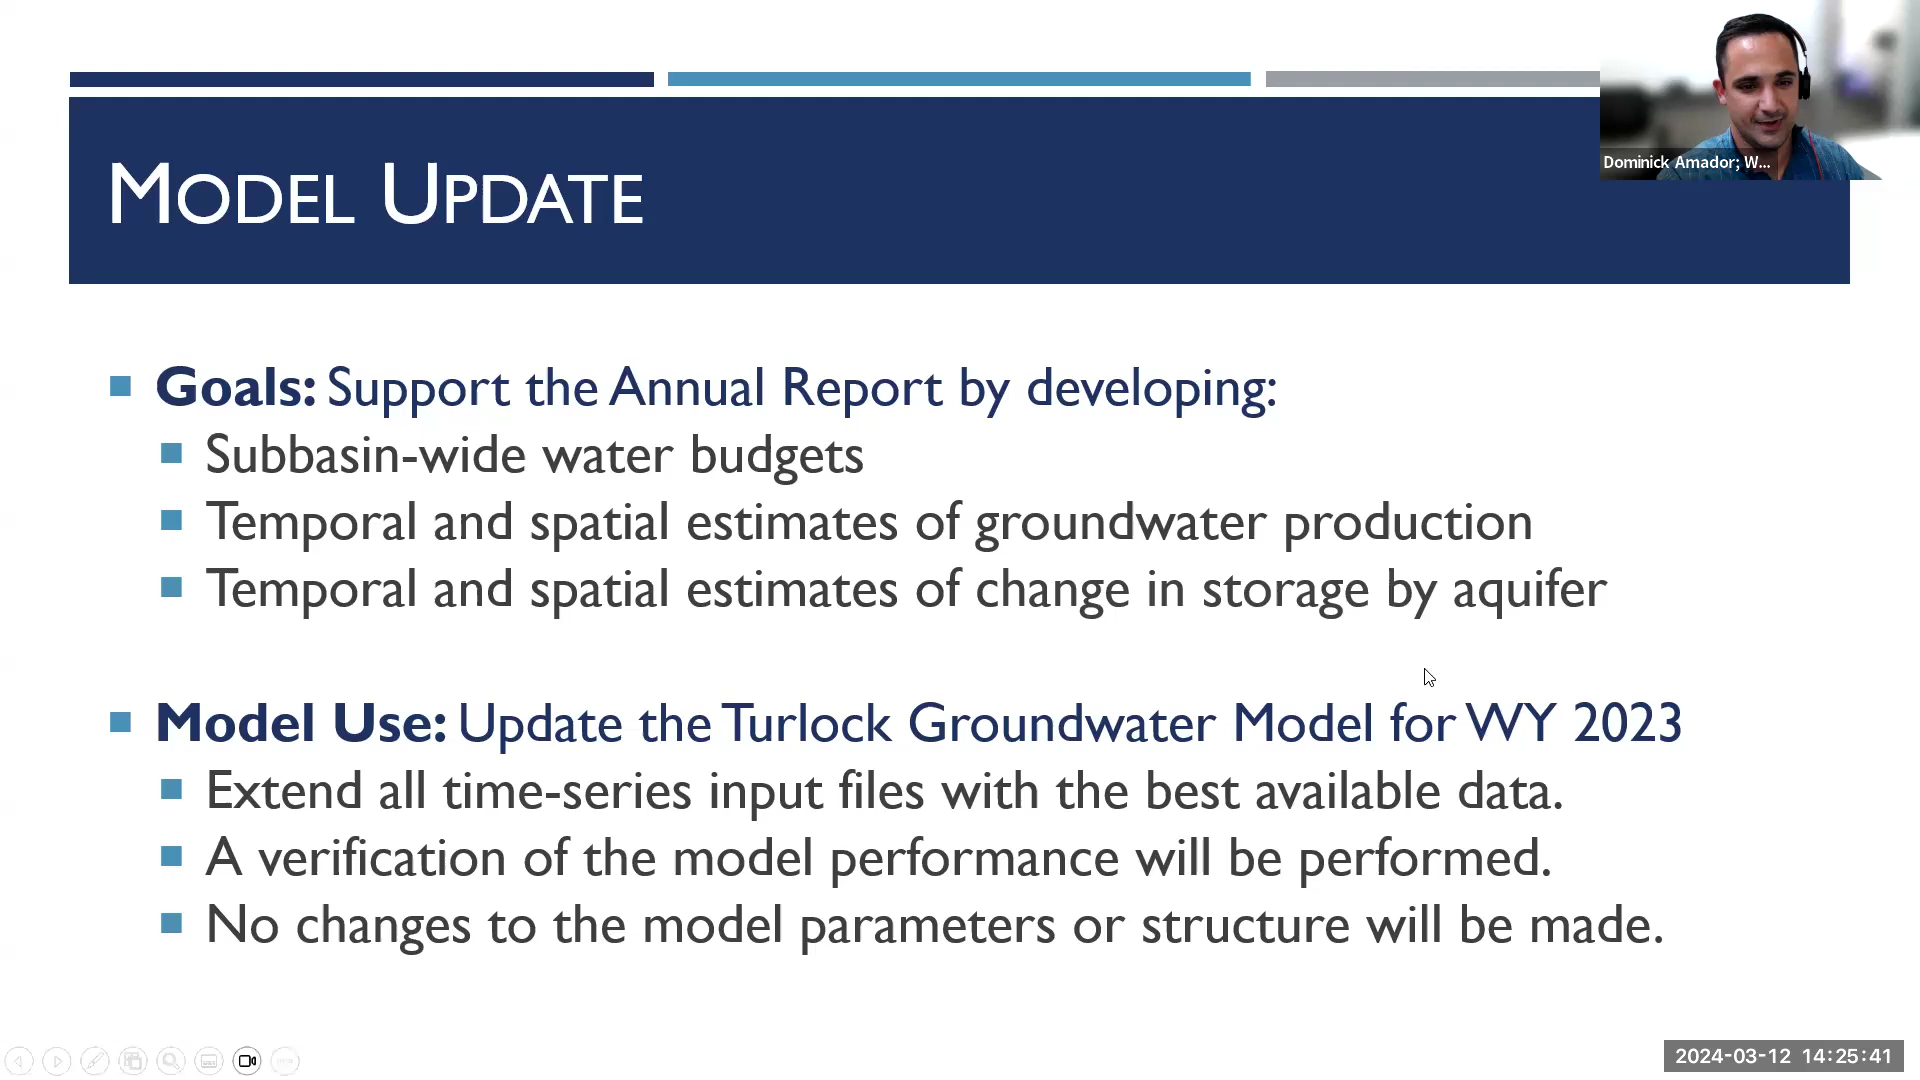 Dominick Amador; W...
MODEL UPDATE
Goals: Support the Annual Report by developing:
Subbasin-wide water budgets
Temporal and spatial estimates of groundwater production
Temporal and spatial estimates of change in storage by aquifer
Model Use: Update the Turlock Groundwater Model for WY 2023
Extend all time-series input files with the best available data.
A verification of the model performance will be performed.
No changes to the model parameters or structure will be made.
2024-03-12 14:25:41